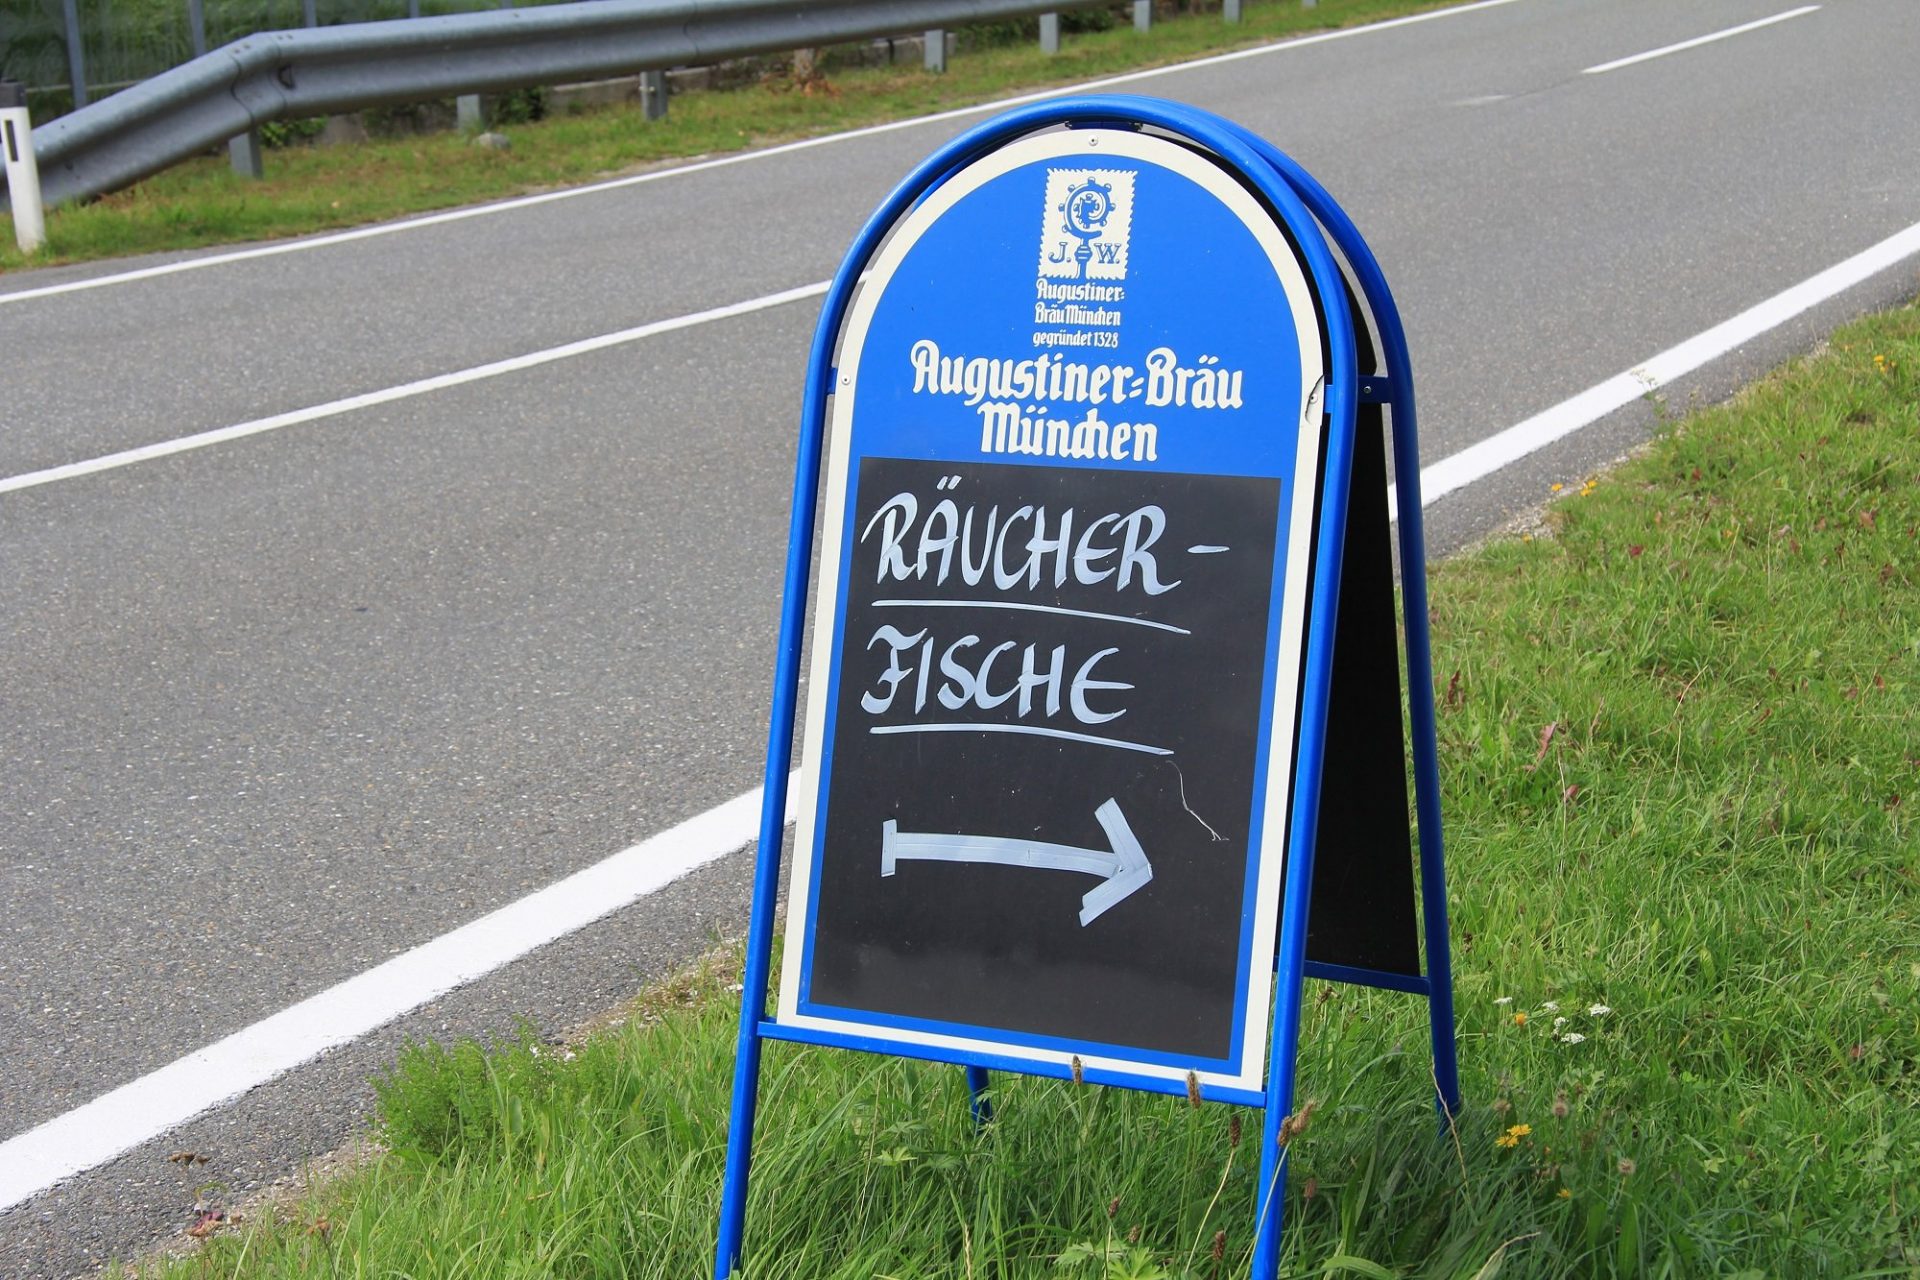 J. W.
Augustiner=
Bräu München
gegründet 1328
Augustiner=Bräu
München
RÄUCHER-
FISCHE